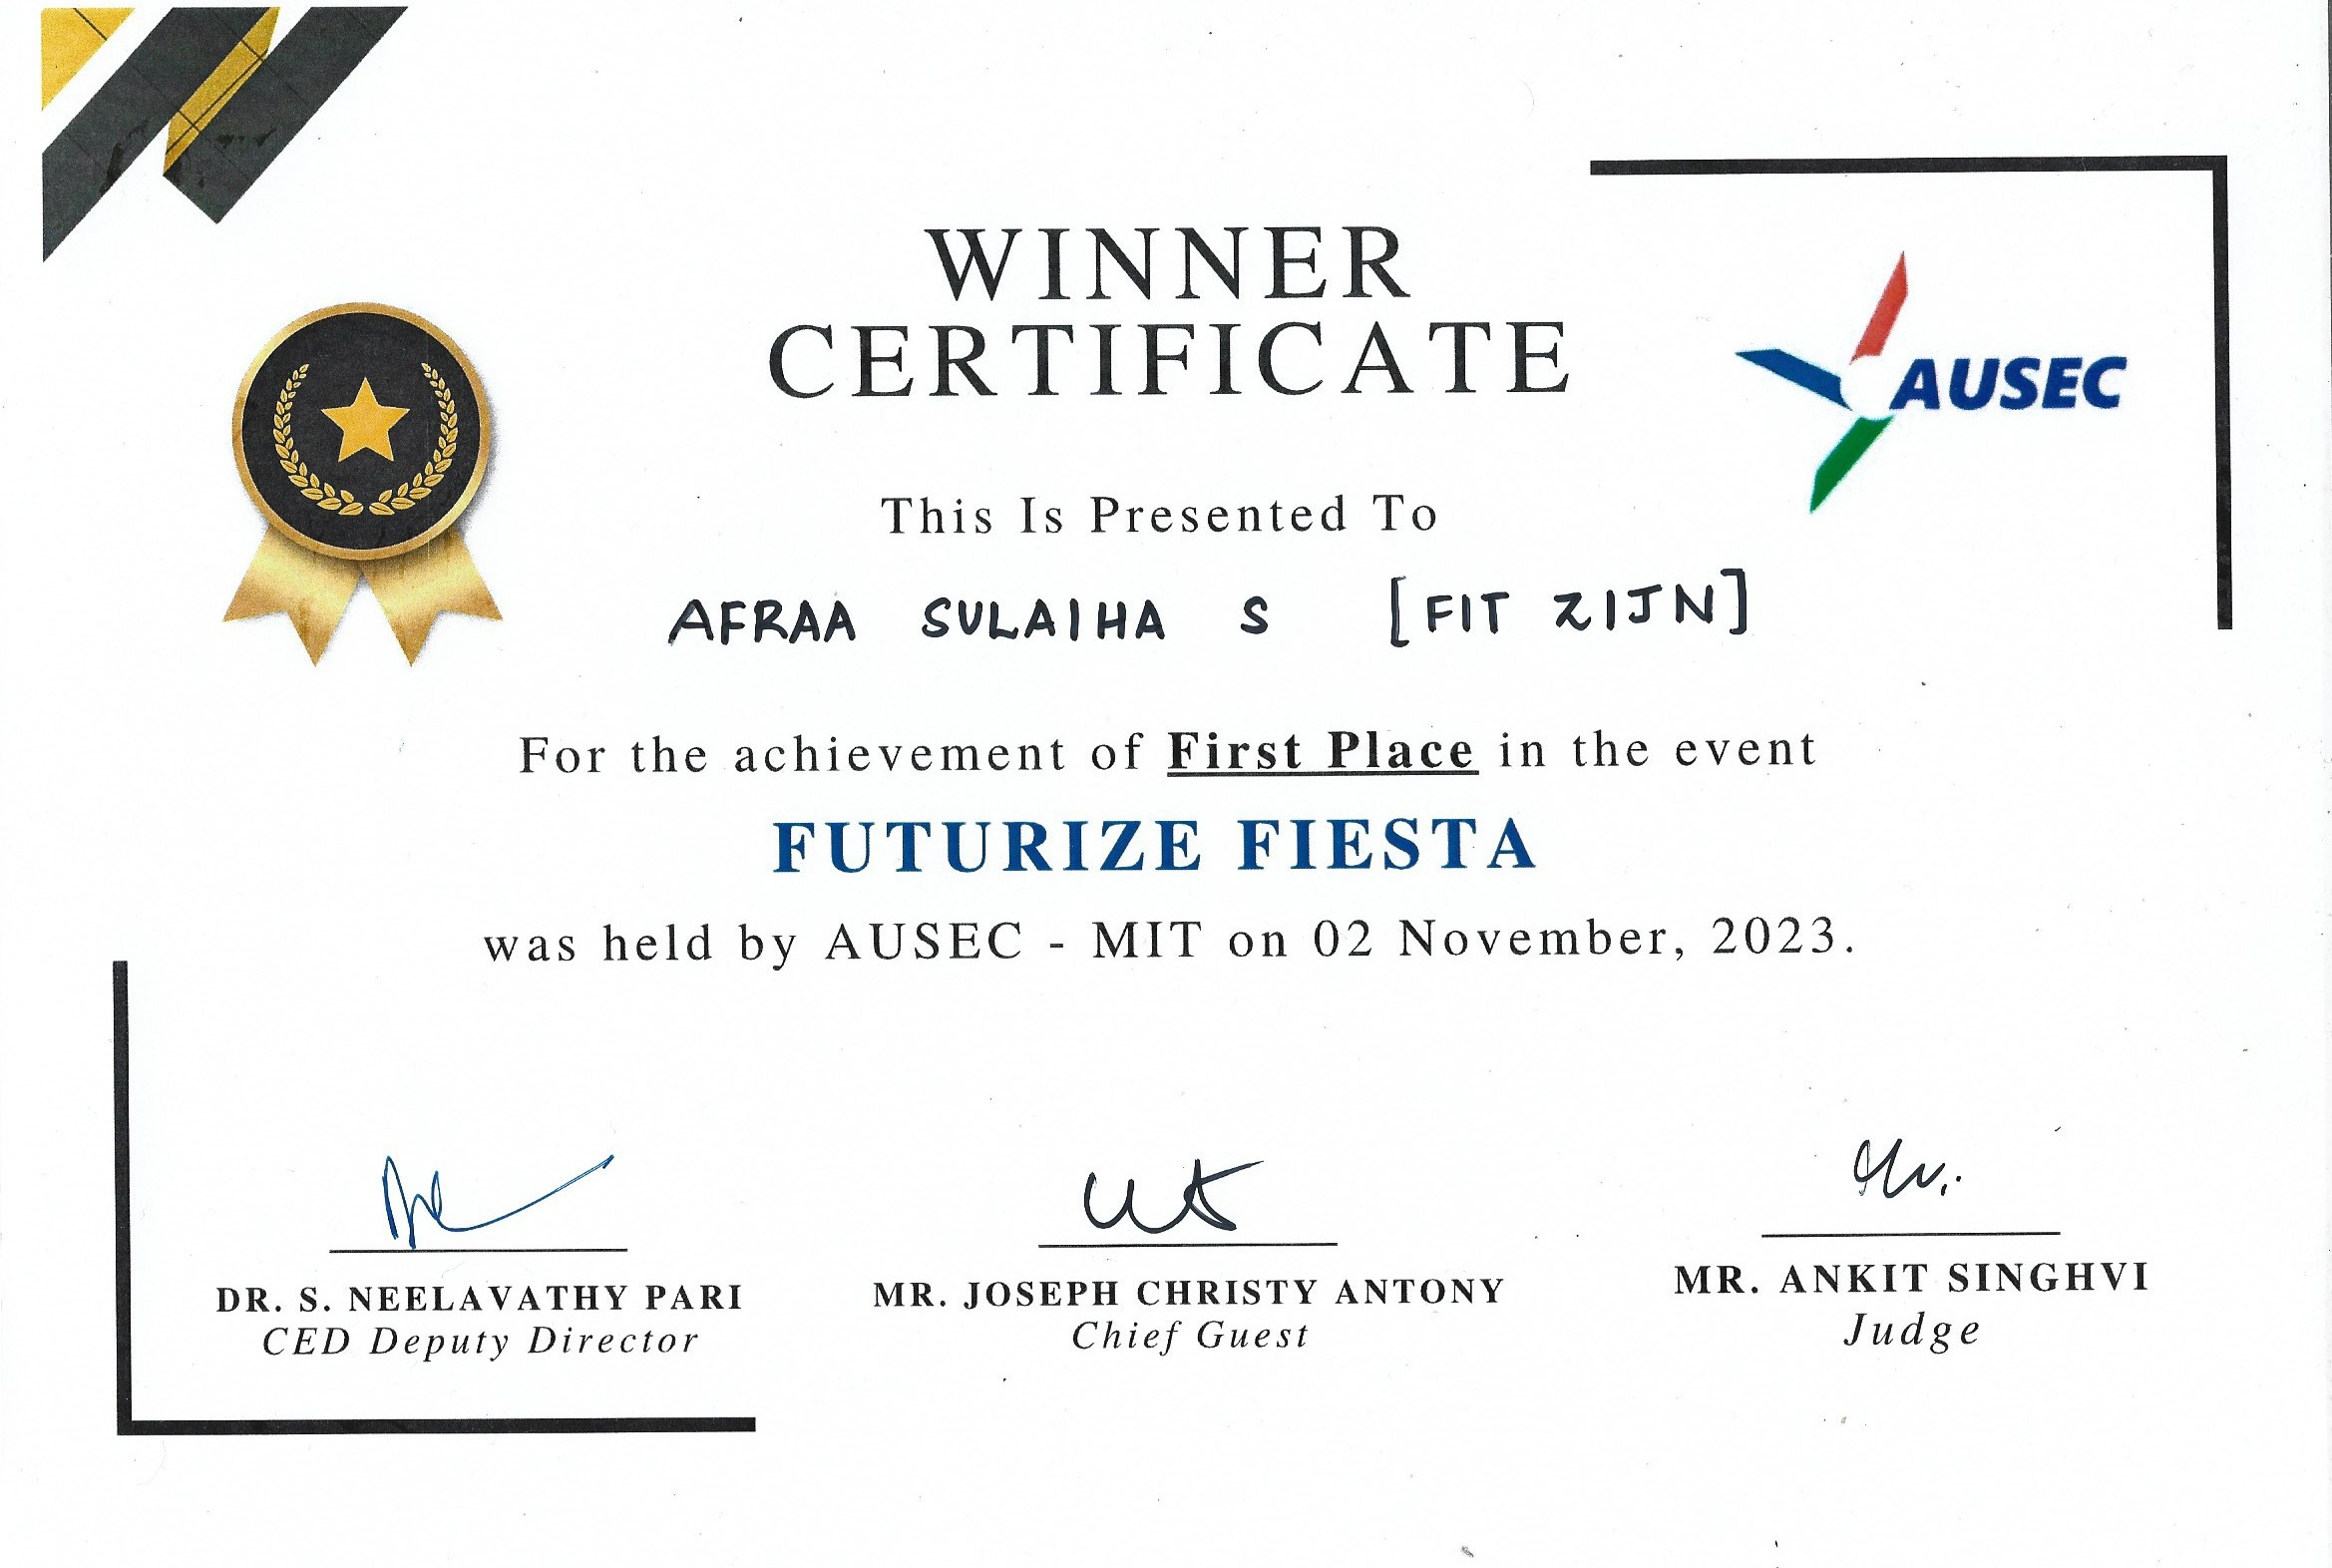 WINNER
CERTIFICATE
AUSEC
This Is Presented To
AFRAA SULAIHA S [FIT ZIJN]
For the achievement of First Place in the event
FUTURIZE FIESTA
was held by AUSEC - MIT on 02 November, 2023.
DR. S. NEELAVATHY PARI
CED Deputy Director
MR. JOSEPH CHRISTY ANTONY
Chief Guest
MR. ANKIT SINGHVI
Judge